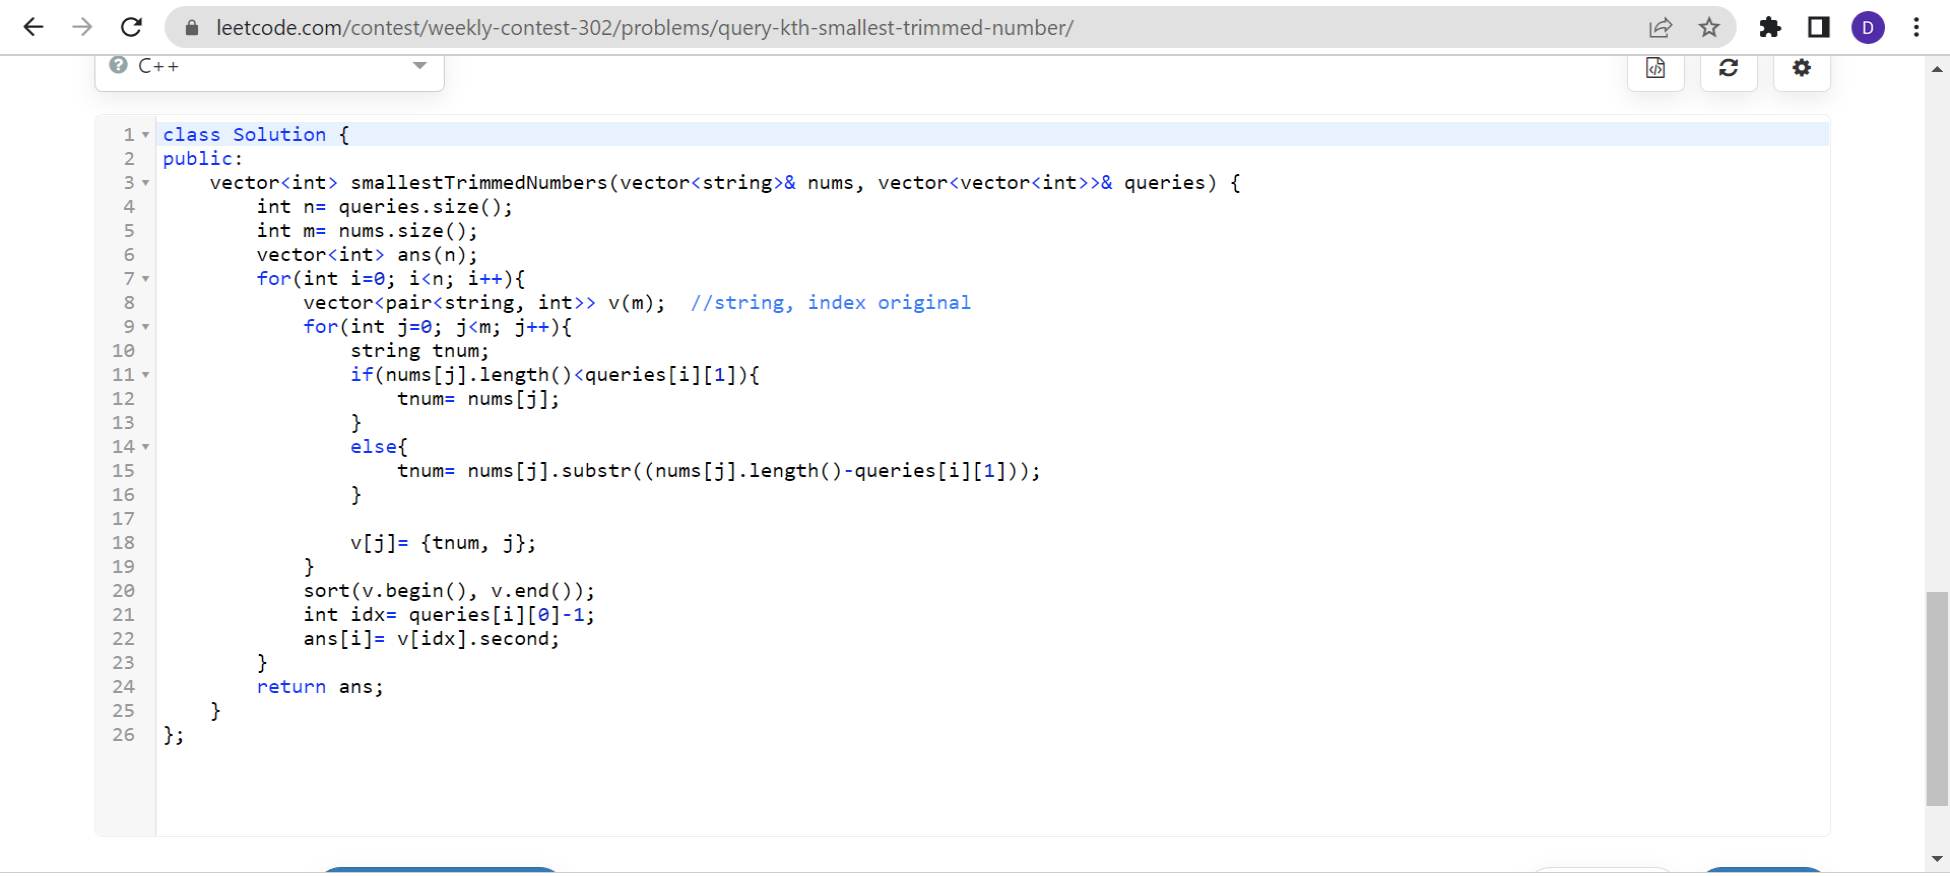 leetcode.com/contest/weekly-contest-302/problems/query-kth-smallest-trimmed-number/
D
? C++
1 class Solution {
2 public:
3     vector<int> smallestTrimmedNumbers(vector<string>& nums, vector<vector<int>>& queries) {
4         int n= queries.size();
5         int m= nums.size();
6         vector<int> ans(n);
7         for(int i=0; i<n; i++){
8             vector<pair<string, int>> v(m);  //string, index original
9             for(int j=0; j<m; j++){
10                 string tnum;
11                 if(nums[j].length()<queries[i][1]){
12                     tnum= nums[j];
13                 }
14                 else{
15                     tnum= nums[j].substr((nums[j].length()-queries[i][1]));
16                 }
17
18                 v[j]= {tnum, j};
19             }
20             sort(v.begin(), v.end());
21             int idx= queries[i][0]-1;
22             ans[i]= v[idx].second;
23         }
24         return ans;
25     }
26 };